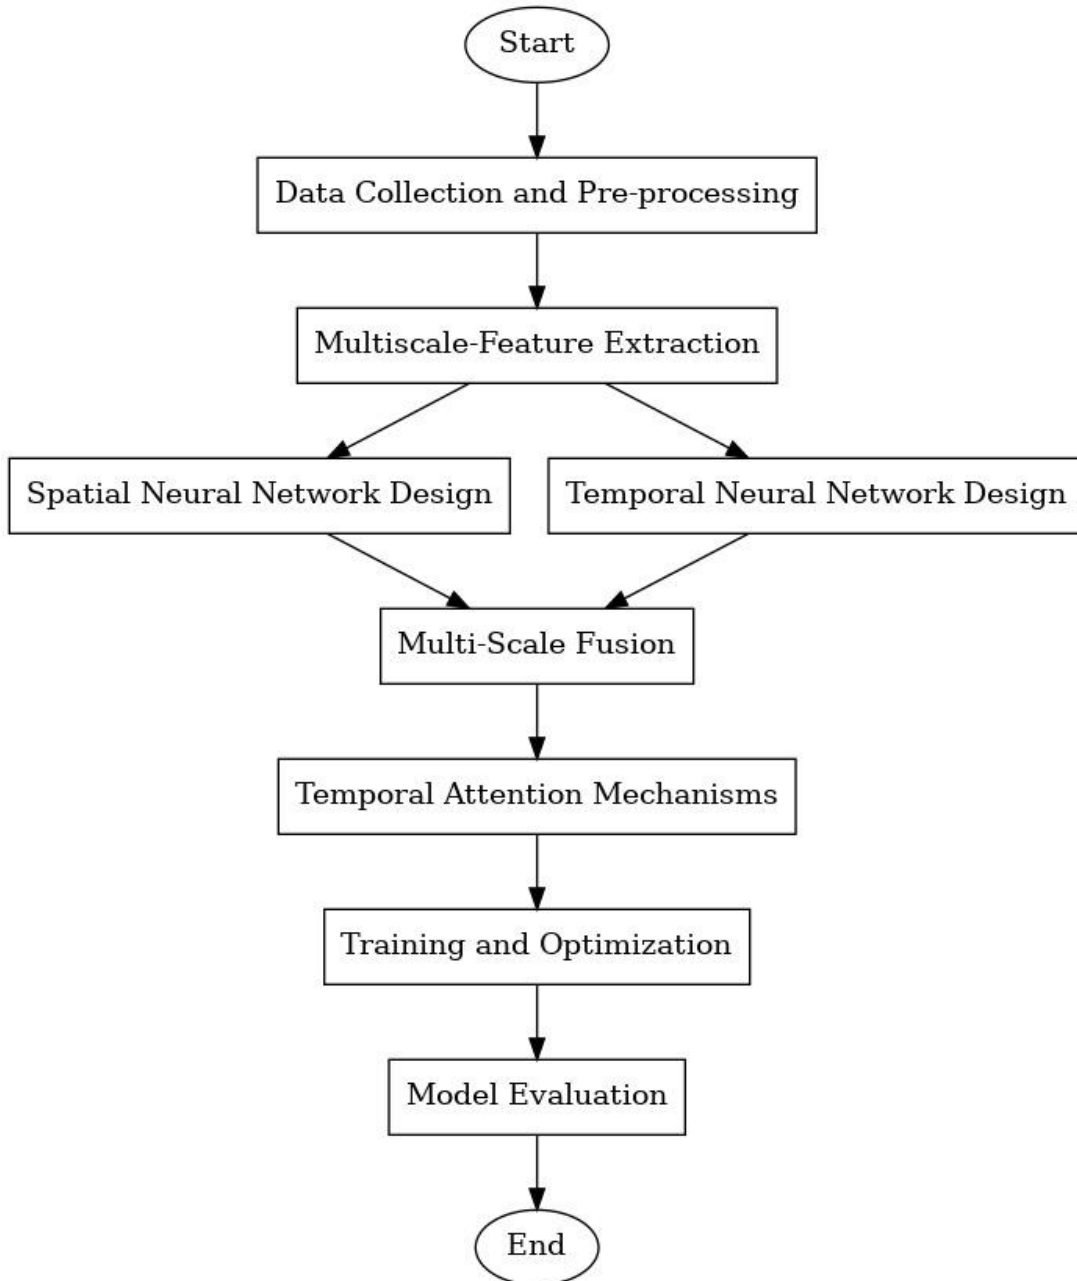 Start
Data Collection and Pre-processing
Multiscale-Feature Extraction
Spatial Neural Network Design
Temporal Neural Network Design
Multi-Scale Fusion
Temporal Attention Mechanisms
Training and Optimization
Model Evaluation
End